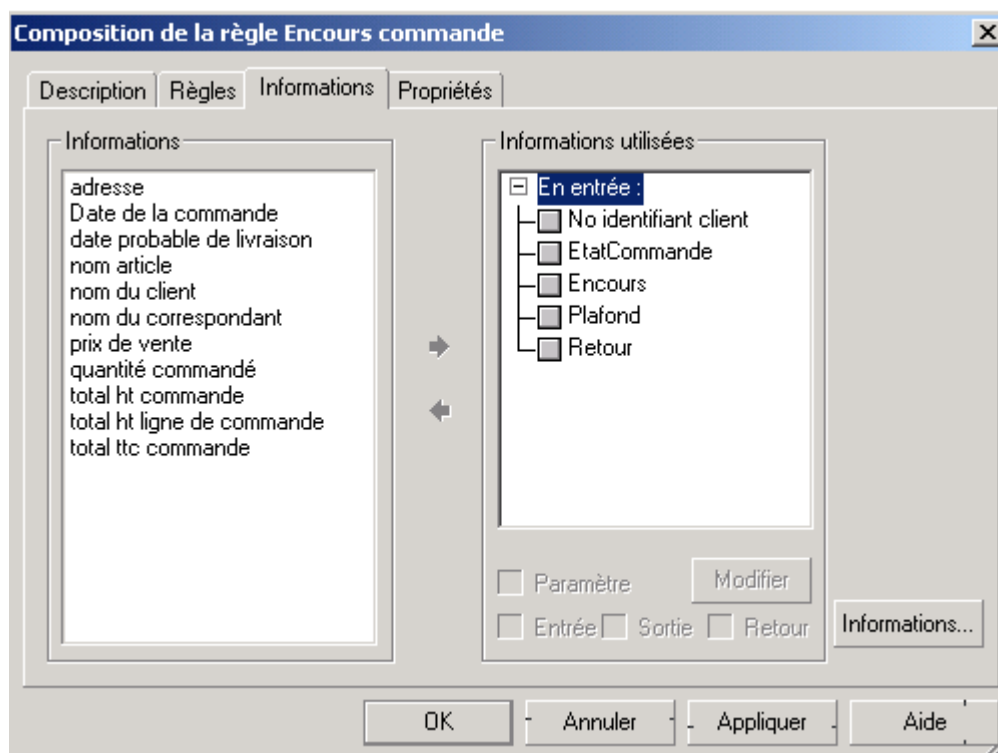 Composition de la règle Encours commande
Description Règles Informations Propriétés
Informations
adresse
Date de la commande
date probable de livraison
nom article
nom du client
nom du correspondant
prix de vente
quantité commandé
total ht commande
total ht ligne de commande
total ttc commande
Informations utilisées
En entrée :
No identifiant client
EtatCommande
Encours
Plafond
Retour
Paramètre Modifier
Entrée Sortie Retour
Informations...
OK Annuler Appliquer Aide